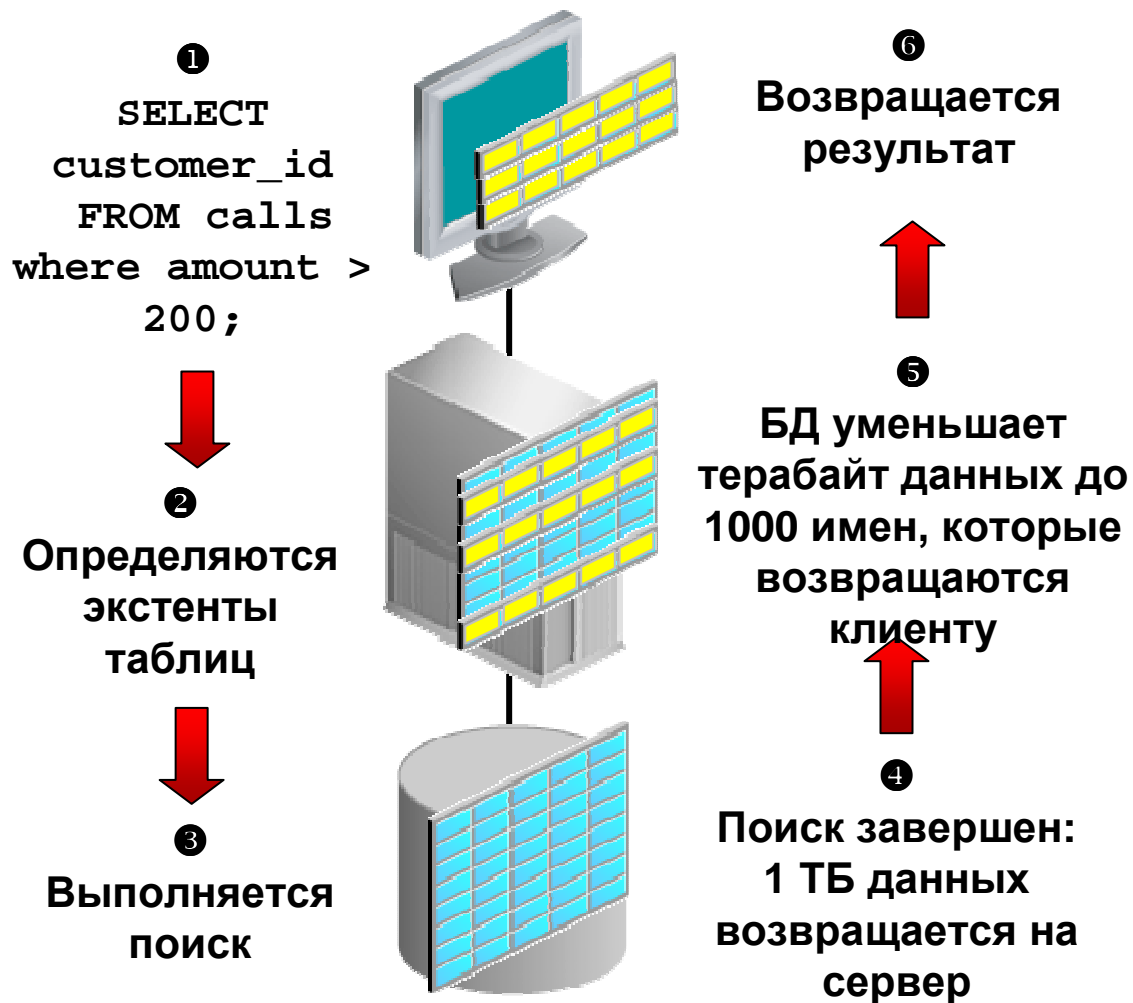 ❶
SELECT
customer_id
FROM calls
where amount >
200;
❷
Определяются
экстенты
таблиц
❸
Выполняется
поиск
❹
Поиск завершен:
1 ТБ данных
возвращается на
сервер
❺
БД уменьшает
терабайт данных до
1000 имен, которые
возвращаются
клиенту
❻
Возвращается
результат